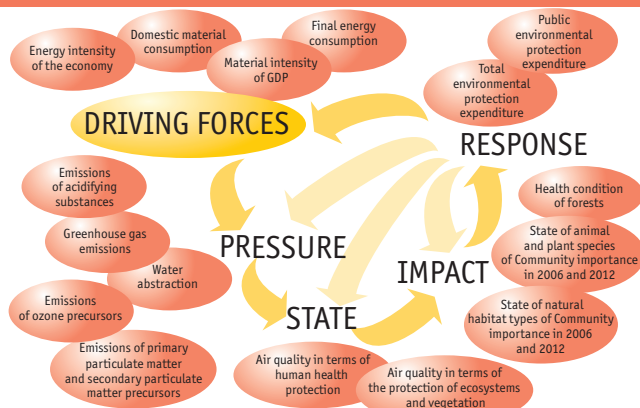 Energy intensity
of the economy
Domestic material
consumption
Material intensity
of GDP
Final energy
consumption
Public
environmental
protection
expenditure
Total
environmental
protection
expenditure
DRIVING FORCES
RESPONSE
Emissions
of acidifying
substances
Greenhouse gas
emissions
Water
abstraction
Emissions
of ozone precursors
Emissions of primary
particulate matter
and secondary particulate
matter precursors
PRESSURE
STATE
IMPACT
Health condition
of forests
State of animal
and plant species
of Community importance
in 2006 and 2012
State of natural
habitat types of Community
importance in 2006
and 2012
Air quality in terms of
human health
protection
Air quality in terms of
the protection of ecosystems
and vegetation